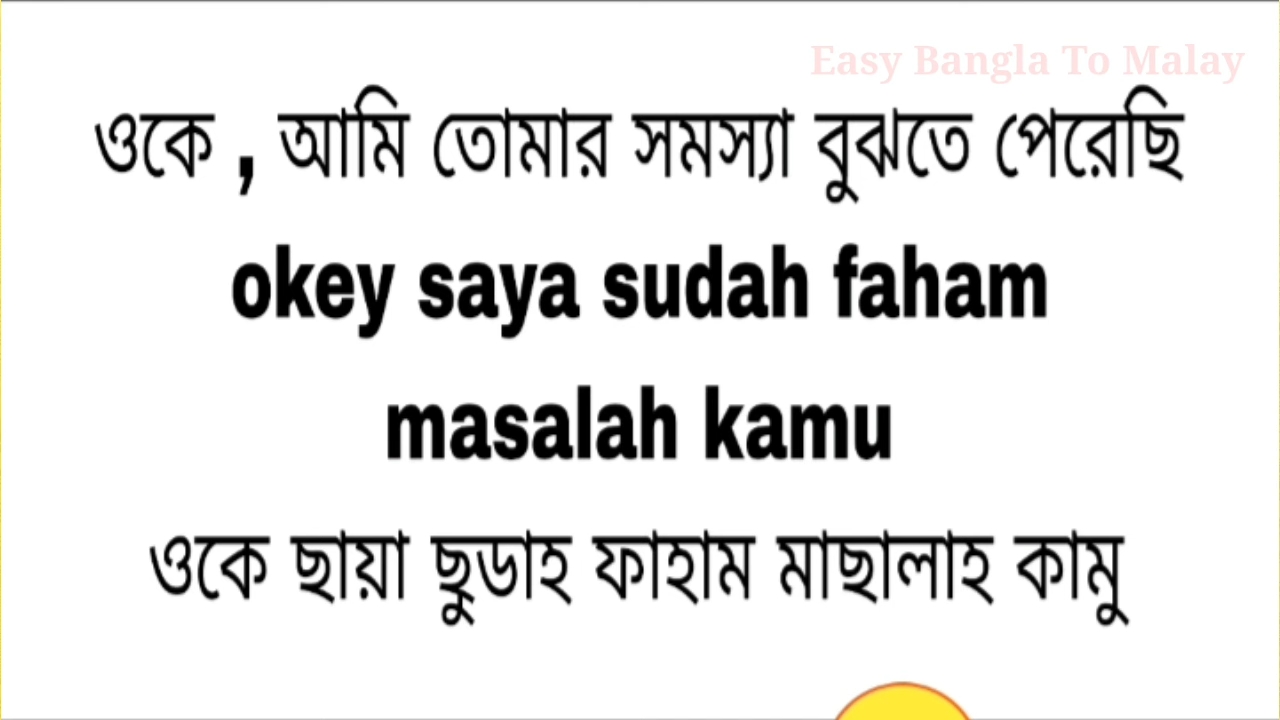 Easy Bangla To Malay
ওকে , আমি তোমার সমস্যা বুঝতে পেরেছি
okey saya sudah faham
masalah kamu
ওকে ছায়া ছুডাহ ফাহাম মাছালাহ কামু